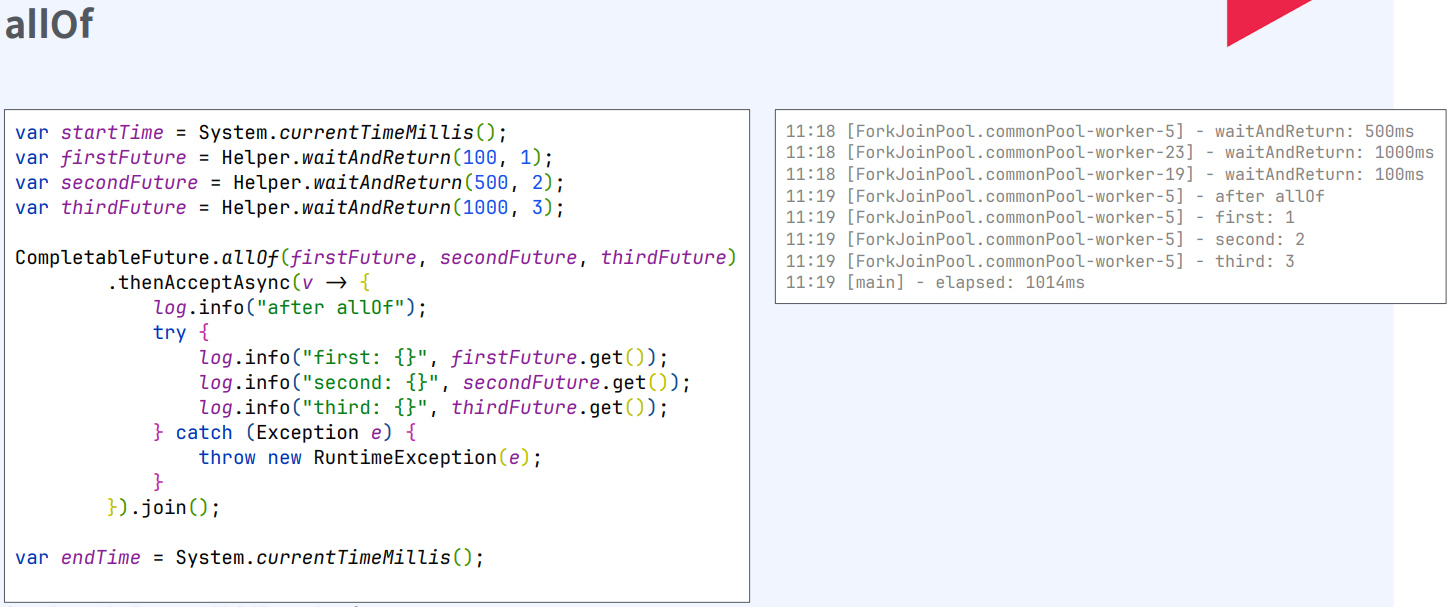 allOf
var startTime = System.currentTimeMillis();
var firstFuture = Helper.waitAndReturn(100, 1);
var secondFuture = Helper.waitAndReturn(500, 2);
var thirdFuture = Helper.waitAndReturn(1000, 3);
CompletableFuture.allOf(firstFuture, secondFuture, thirdFuture)
.thenAcceptAsync(v → {
log.info("after allOf");
try {
log.info("first: {}", firstFuture.get());
log.info("second: {}", secondFuture.get());
log.info("third: {}", thirdFuture.get());
} catch (Exception e) {
throw new RuntimeException(e);
}
}).join();
var endTime = System.currentTimeMillis();
11:18 [ForkJoinPool.commonPool-worker-5] - waitAndReturn: 500ms
11:18 [ForkJoinPool.commonPool-worker-23] - waitAndReturn: 1000ms
11:18 [ForkJoinPool.commonPool-worker-19] - waitAndReturn: 100ms
11:19 [ForkJoinPool.commonPool-worker-5] - after allOf
11:19 [ForkJoinPool.commonPool-worker-5] - first: 1
11:19 [ForkJoinPool.commonPool-worker-5] - second: 2
11:19 [ForkJoinPool.commonPool-worker-5] - third: 3
11:19 [main] - elapsed: 1014ms